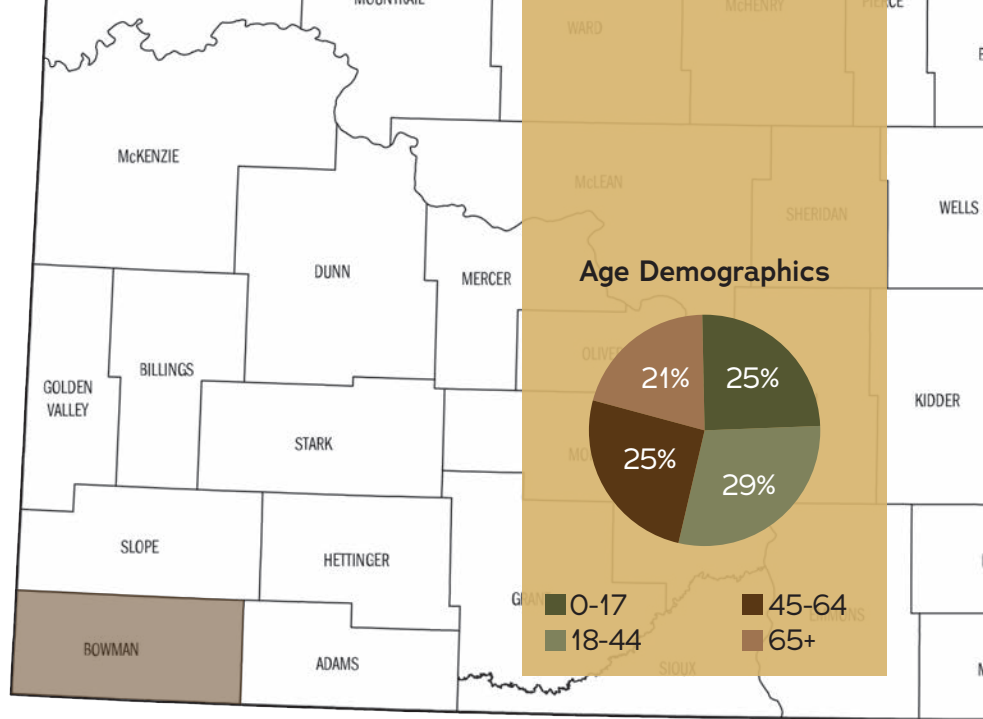 MOUNTRAIL
WARD
McHENRY
PIERCE
McKENZIE
McLEAN
SHERIDAN
WELLS
DUNN
MERCER
Age Demographics
BILLINGS
GOLDEN
VALLEY
OLIVER
21%
25%
KIDDER
STARK
25%
29%
SLOPE
HETTINGER
0-17
45-64
18-44
65+
EMMONS
BOWMAN
ADAMS
SIOUX